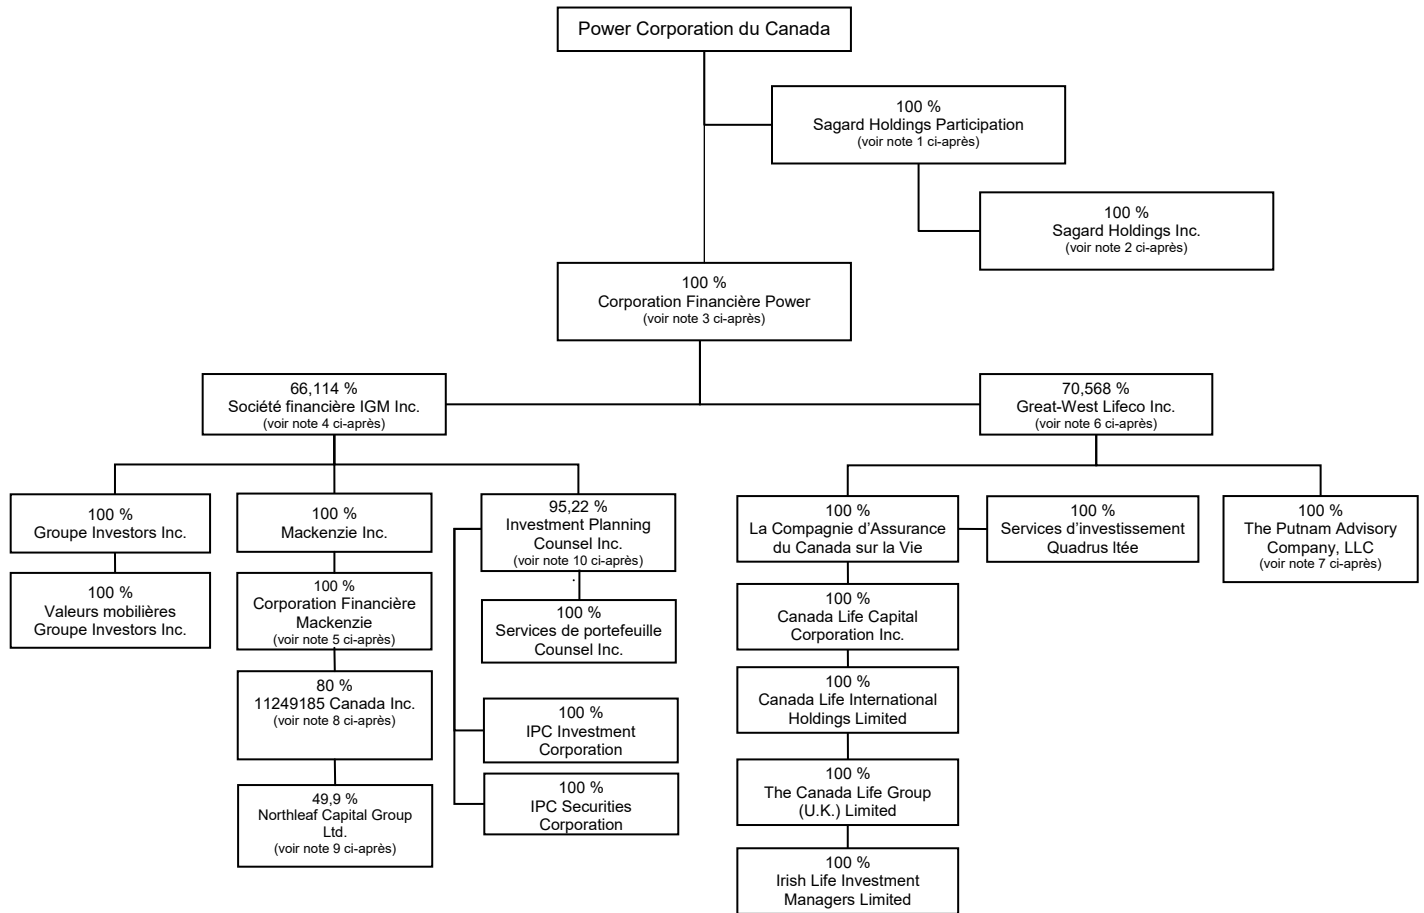 Power Corporation du Canada
100 %
Sagard Holdings Participation
(voir note 1 ci-après)
100 %
Sagard Holdings Inc.
(voir note 2 ci-après)
100 %
Corporation Financière Power
(voir note 3 ci-après)
66,114 %
Société financière IGM Inc.
(voir note 4 ci-après)
70,568 %
Great-West Lifeco Inc.
(voir note 6 ci-après)
100 %
Groupe Investors Inc.
100 %
Valeurs mobilières
Groupe Investors Inc.
100 %
Mackenzie Inc.
100 %
Corporation Financière
Mackenzie
(voir note 5 ci-après)
80 %
11249185 Canada Inc.
(voir note 8 ci-après)
49,9 %
Northleaf Capital Group
Ltd.
(voir note 9 ci-après)
95,22 %
Investment Planning
Counsel Inc.
(voir note 10 ci-après)
.
100 %
Services de portefeuille
Counsel Inc.
100 %
IPC Investment
Corporation
100 %
IPC Securities
Corporation
100 %
La Compagnie d’Assurance
du Canada sur la Vie
100 %
Services d’investissement
Quadrus ltée
100 %
The Putnam Advisory
Company, LLC
(voir note 7 ci-après)
100 %
Canada Life Capital
Corporation Inc.
100 %
Canada Life International
Holdings Limited
100 %
The Canada Life Group
(U.K.) Limited
100 %
Irish Life Investment
Managers Limited